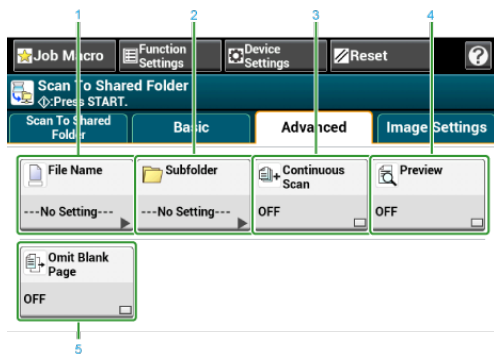 1 2 3 4
Job Macro
Function
Settings
Device
Settings
Reset
?
Scan To Shared Folder
:Press START.
Scan To Shared
Folder
Basic
Advanced
Image Settings
File Name
---No Setting---
Subfolder
---No Setting---
Continuous
Scan
OFF
Preview
OFF
Omit Blank
Page
OFF
5